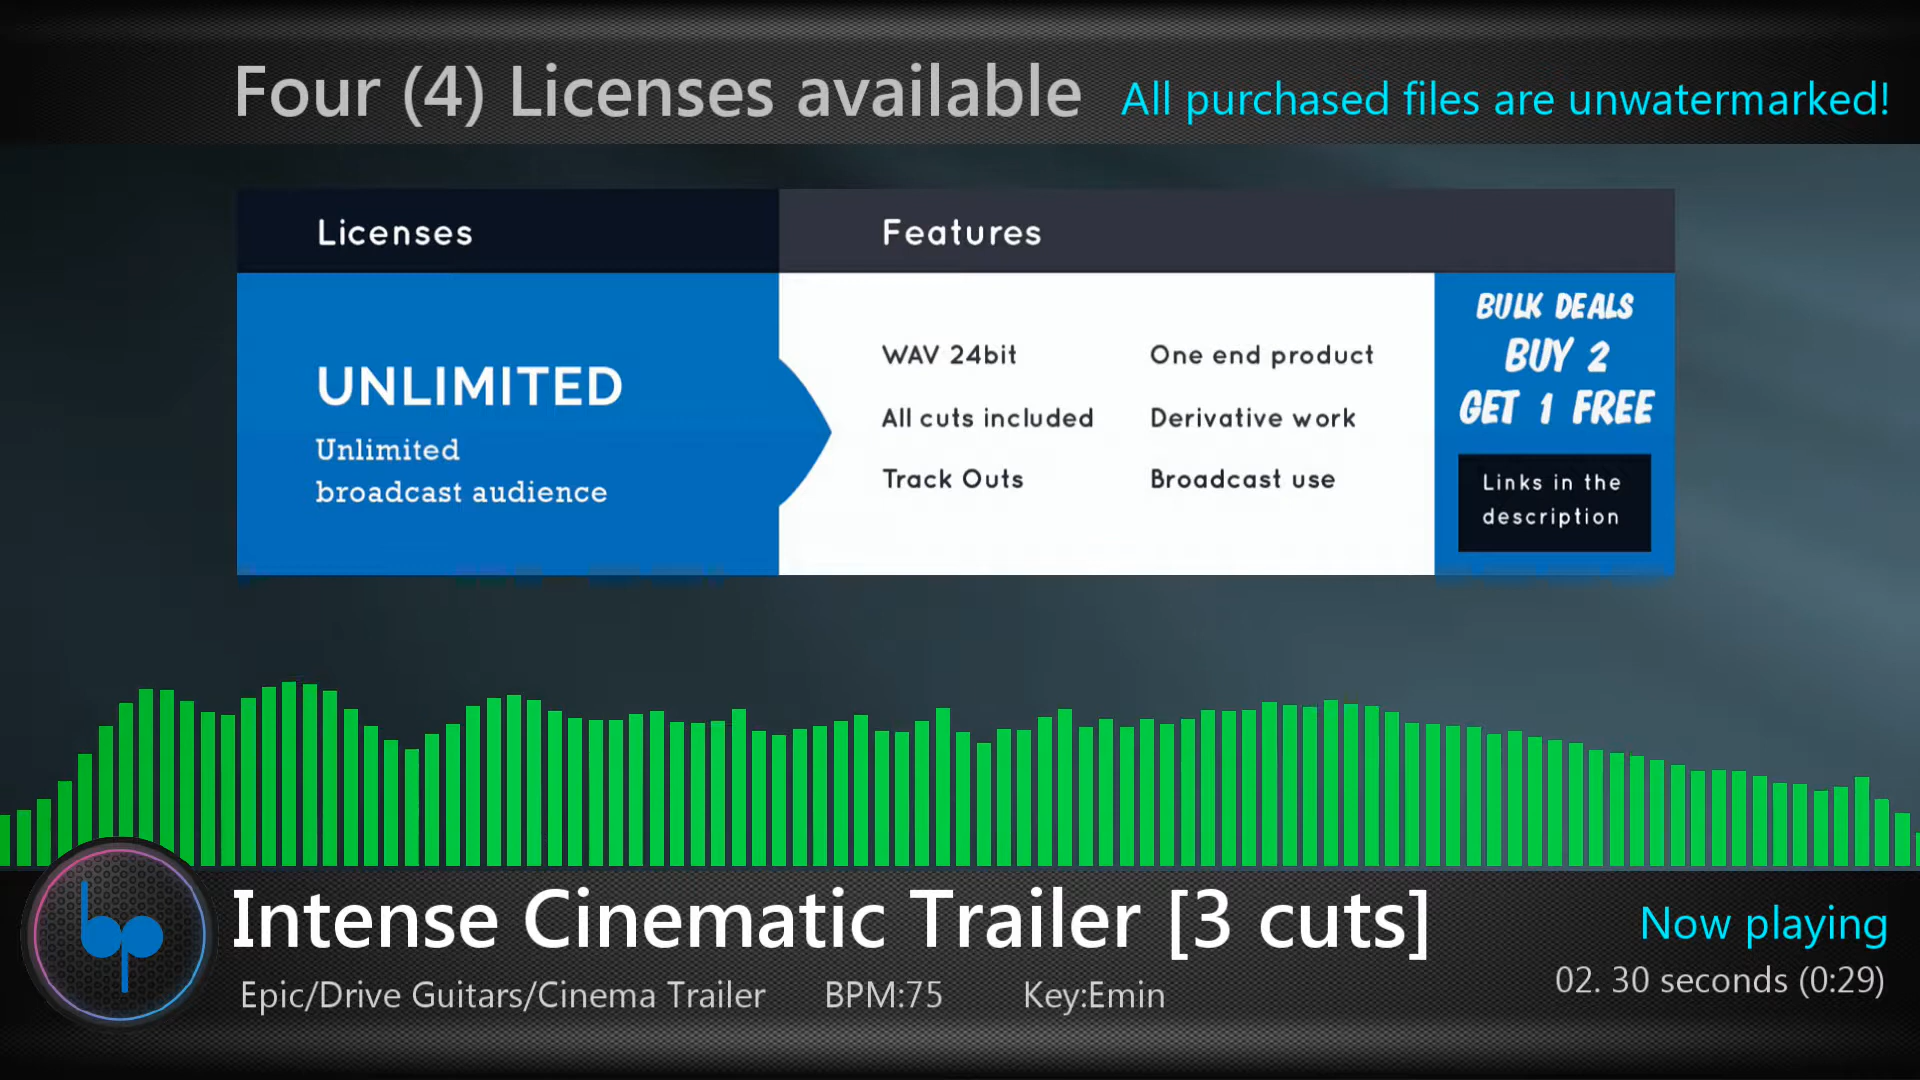 Four (4) Licenses available
All purchased files are unwatermarked!
Licenses
Features
UNLIMITED
Unlimited
broadcast audience
WAV 24bit
One end product
All cuts included
Derivative work
Track Outs
Broadcast use
BULK DEALS
BUY 2
GET 1 FREE
Links in the
description
bp
Intense Cinematic Trailer [3 cuts]
Epic/Drive Guitars/Cinema Trailer BPM:75 Key:Emin
Now playing
02. 30 seconds (0:29)